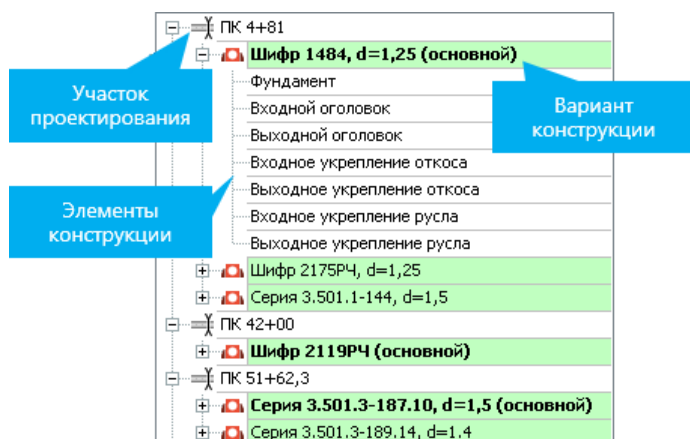 ПК 4+81
Шифр 1484, d=1,25 (основной)
Фундамент
Входной оголовок
Выходной оголовок
Входное укрепление откоса
Выходное укрепление откоса
Входное укрепление русла
Выходное укрепление русла
Шифр 2175РЧ, d=1,25
Серия 3.501.1-144, d=1,5
ПК 42+00
Шифр 2119РЧ (основной)
ПК 51+62,3
Серия 3.501.3-187.10, d=1,5 (основной)
Серия 3.501.3-189.14, d=1.4
Участок
проектирования
Вариант
конструкции
Элементы
конструкции